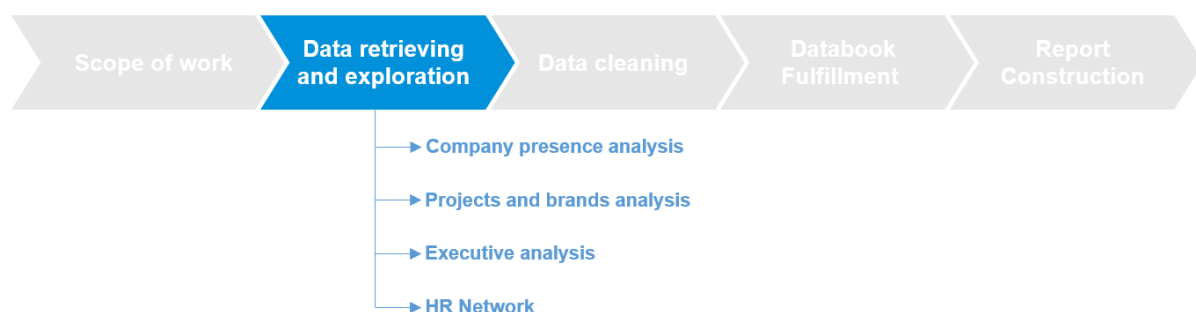 Scope of work
Data retrieving
and exploration
Data cleaning
Databook
Fulfillment
Report
Construction
Company presence analysis
Projects and brands analysis
Executive analysis
HR Network